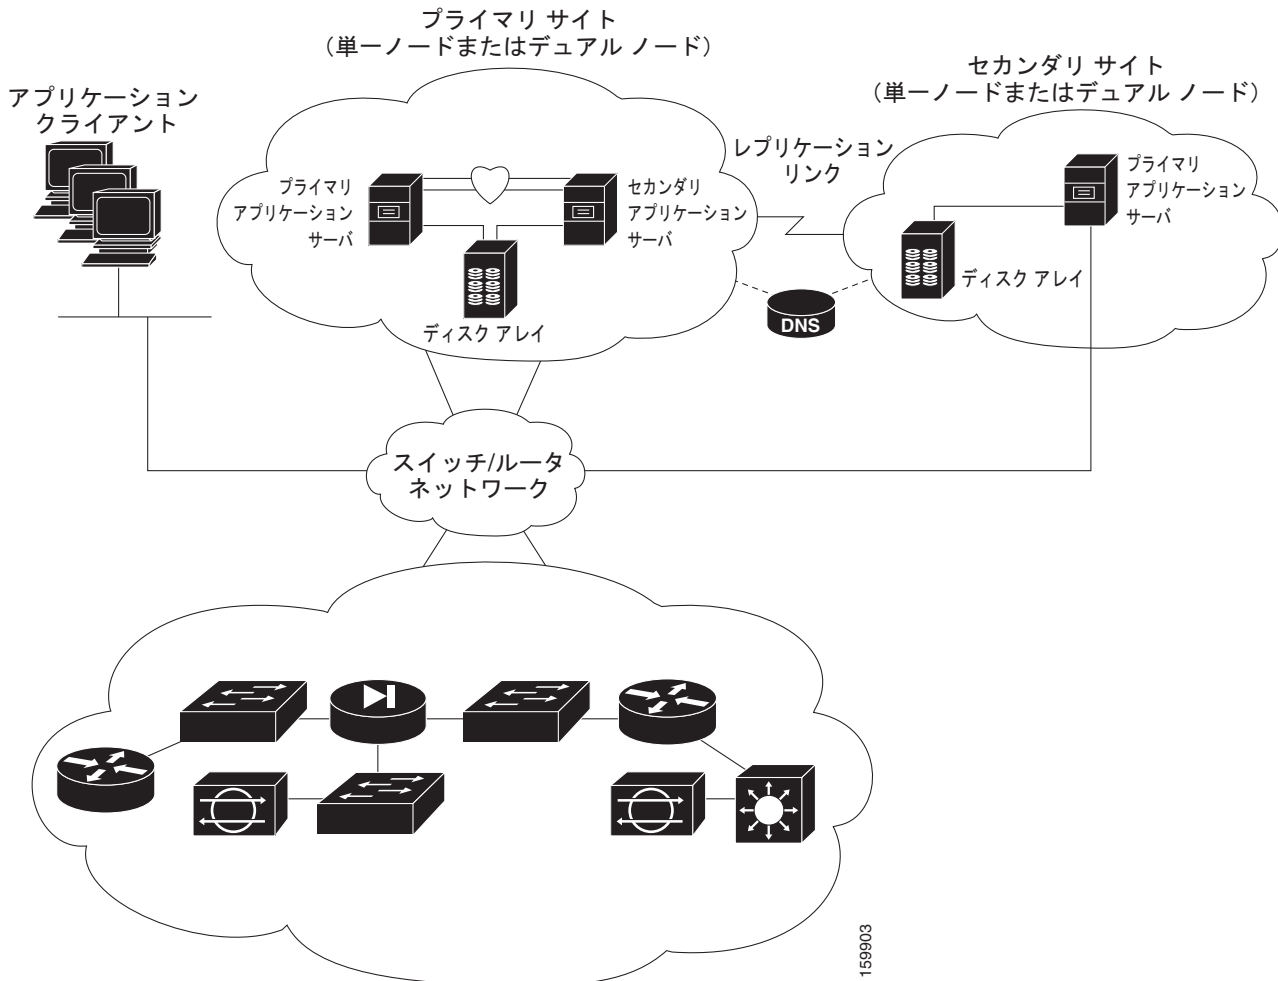 プライマリ サイト
（単一ノードまたはデュアル ノード）
セカンダリ サイト
（単一ノードまたはデュアル ノード）
アプリケーション
クライアント
プライマリ
アプリケーション
サーバ
セカンダリ
アプリケーション
サーバ
ディスク アレイ
レプリケーション
リンク
DNS
プライマリ
アプリケーション
サーバ
ディスク アレイ
スイッチ/ルータ
ネットワーク
159903